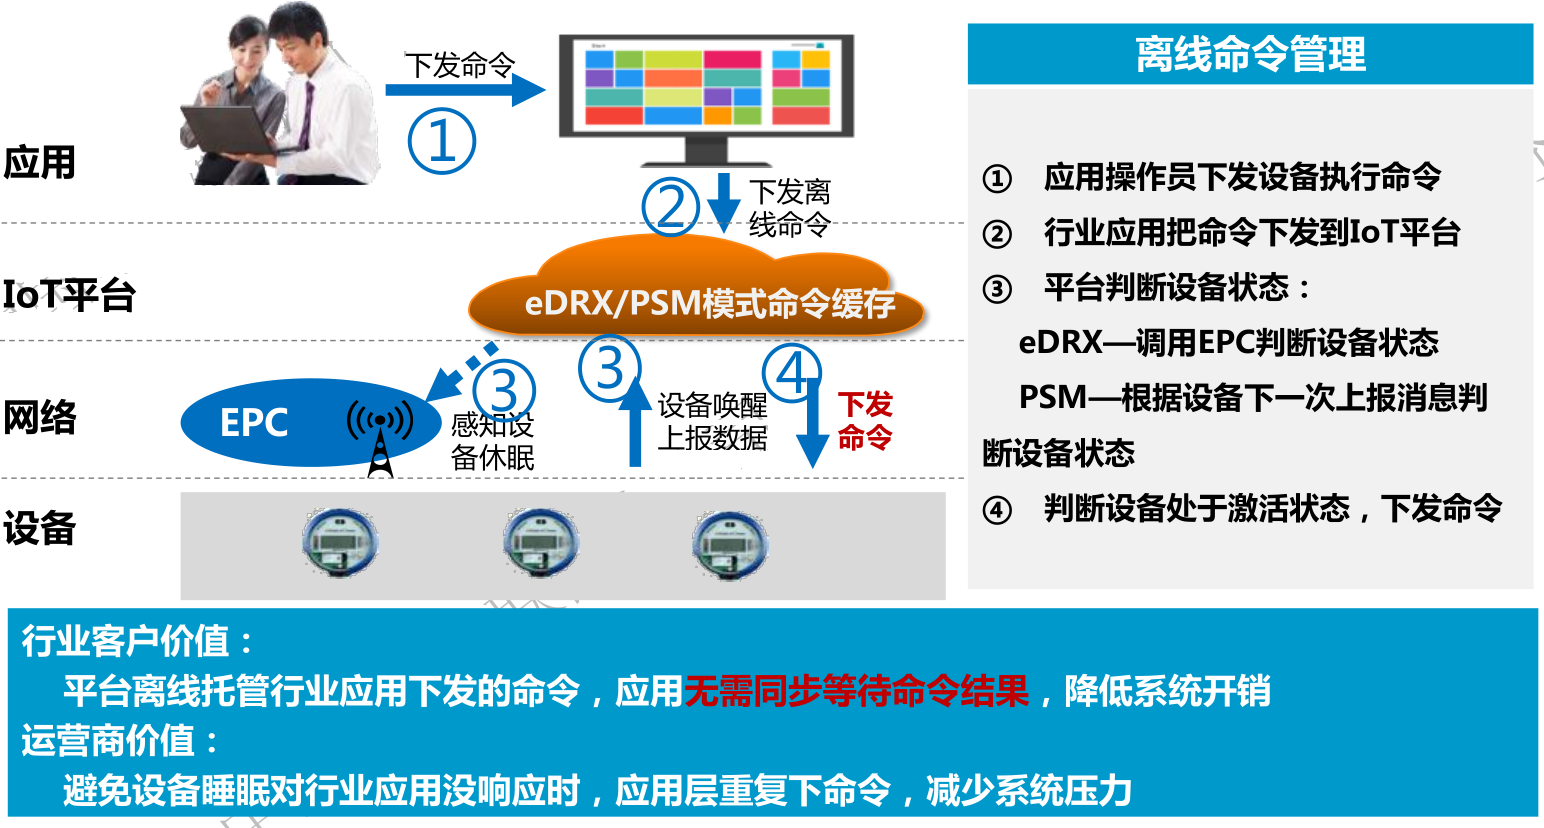 下发命令
①
应用
②
下发离
线命令
IoT平台
eDRX/PSM模式命令缓存
网络
EPC
③
感知设
备休眠
③
设备唤醒
上报数据
④
下发
命令
设备
离线命令管理
① 应用操作员下发设备执行命令
② 行业应用把命令下发到IoT平台
③ 平台判断设备状态：
eDRX—调用EPC判断设备状态
PSM—根据设备下一次上报消息判
断设备状态
④ 判断设备处于激活状态，下发命令
行业客户价值：
平台离线托管行业应用下发的命令，应用无需同步等待命令结果，降低系统开销
运营商价值：
避免设备睡眠对行业应用没响应时，应用层重复下命令，减少系统压力